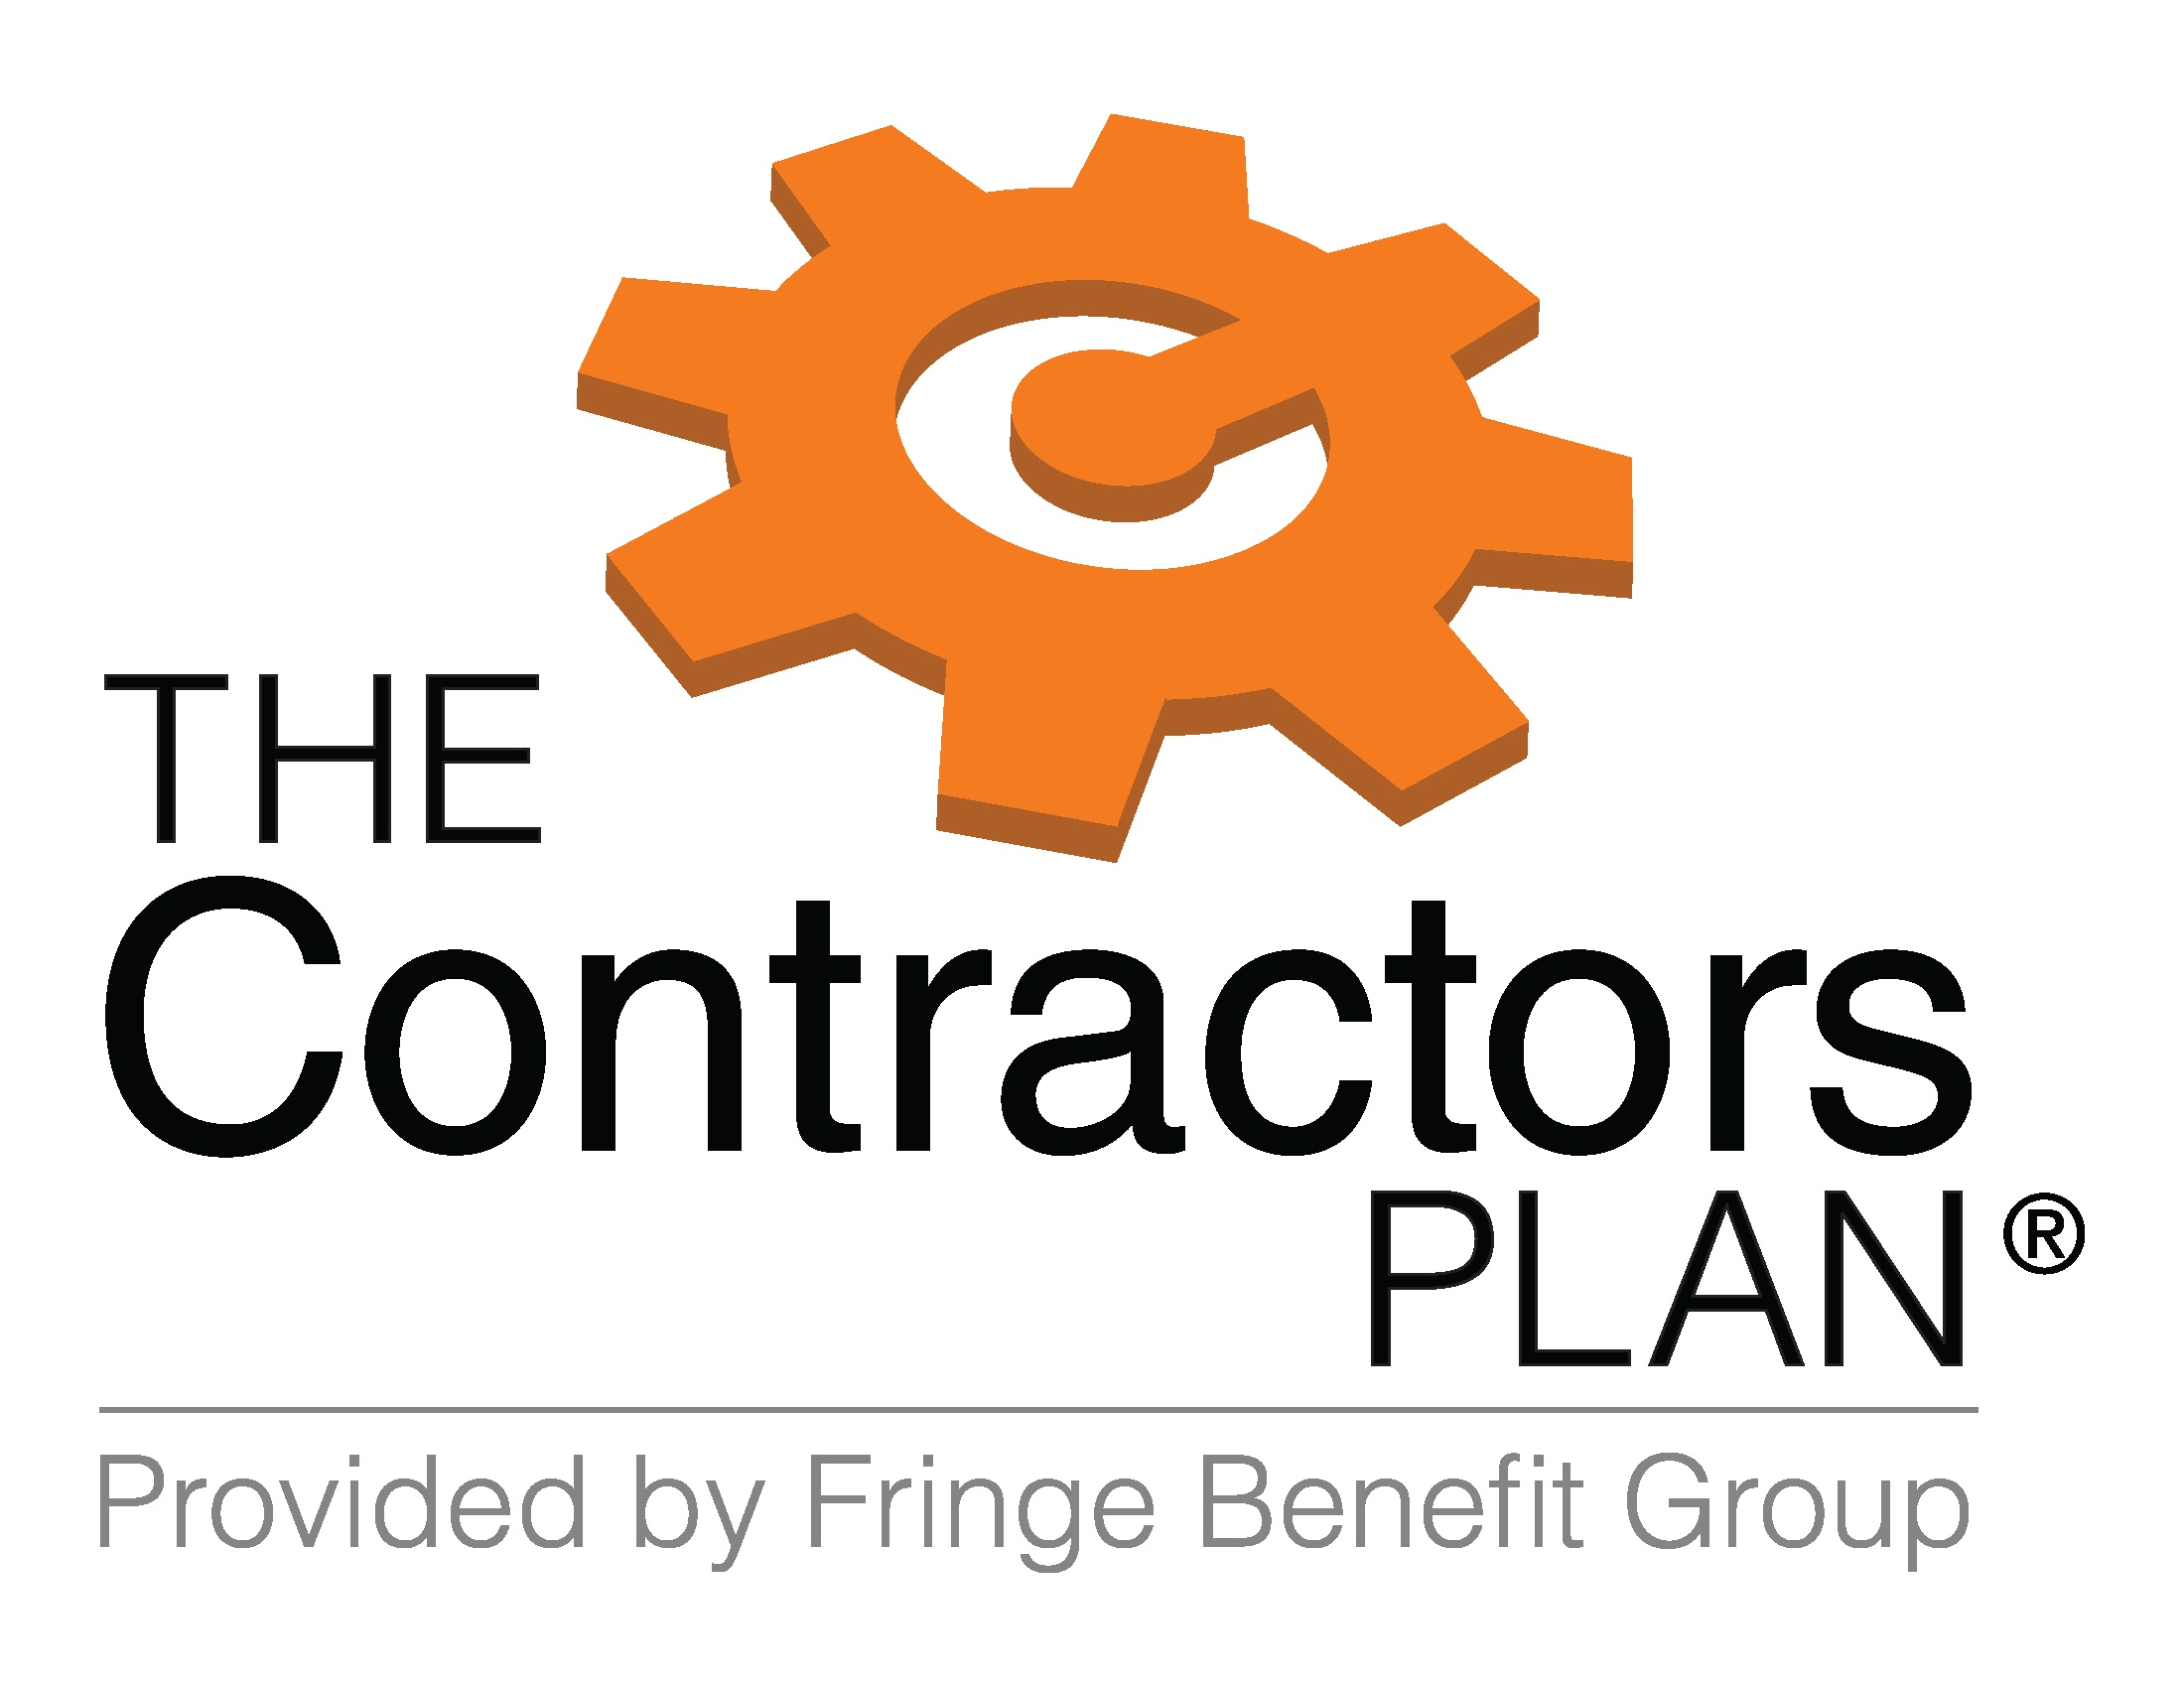 THE
Contractors
PLAN®
Provided by Fringe Benefit Group